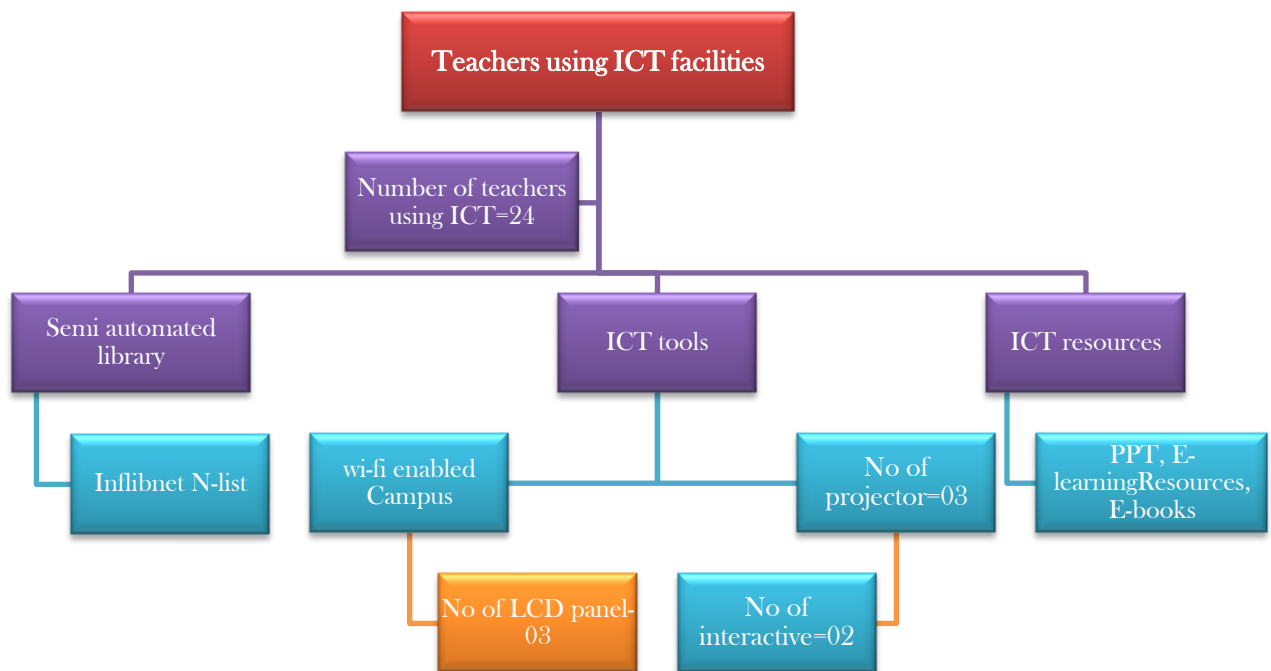 Teachers using ICT facilities
Number of teachers
using ICT=24
Semi automated
library
ICT tools
ICT resources
Inflibnet N-list
wi-fi enabled
Campus
No of
projector=03
PPT, E-
learningResources,
E-books
No of LCD panel-
03
No of
interactive=02